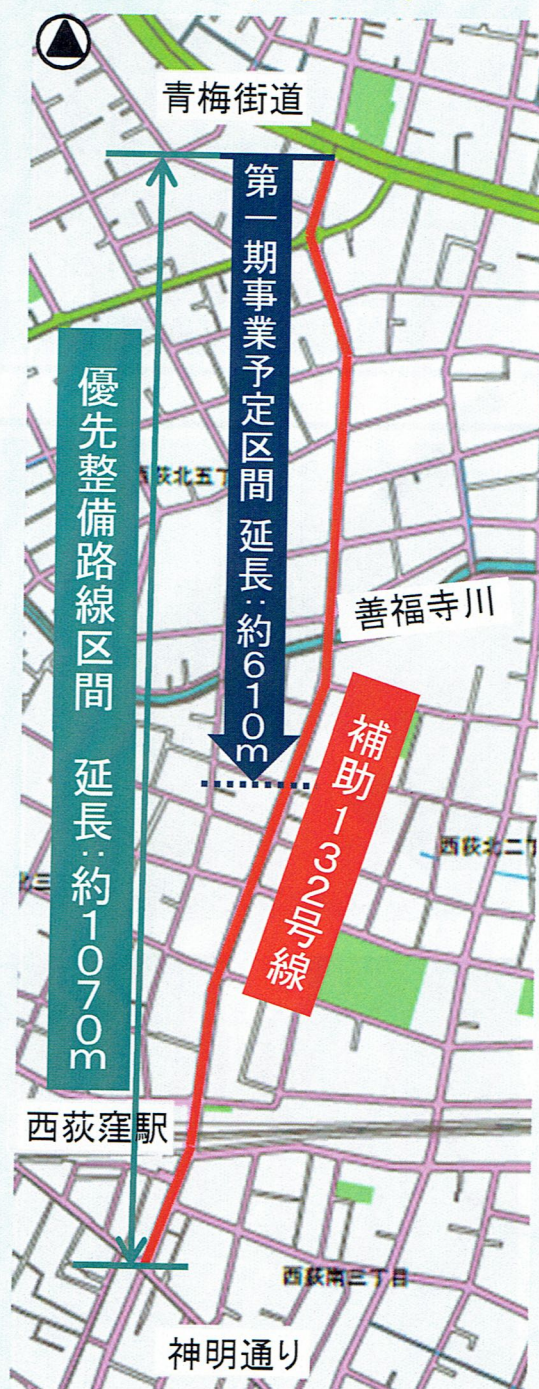 青梅街道
第一期事業予定区間 延長:約610m
優先整備路線区間 延長:約1070m
西荻北五丁
善福寺川
補助132号線
西荻北二丁
北三
西荻窪駅
西荻南三丁目
神明通り